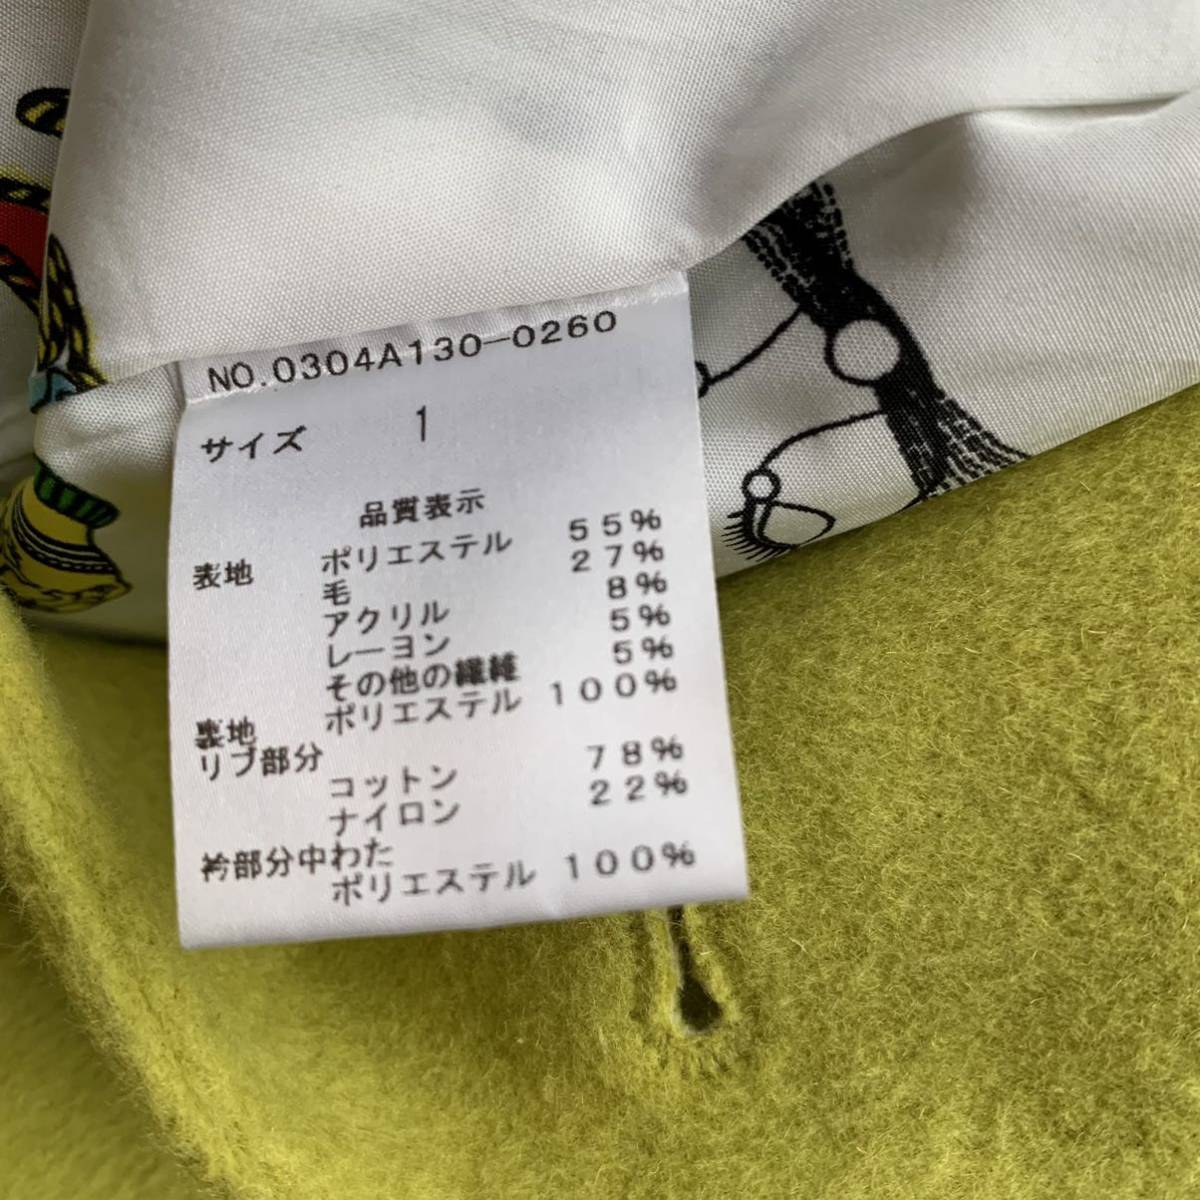 NO.0304A130-0260
サイズ 1
品質表示
表地 ポリエステル 55%
毛 27%
アクリル 8%
レーヨン 5%
その他の繊維 5%
裏地 ポリエステル 100%
リブ部分
コットン 78%
ナイロン 22%
衿部分中わた
ポリエステル 100%